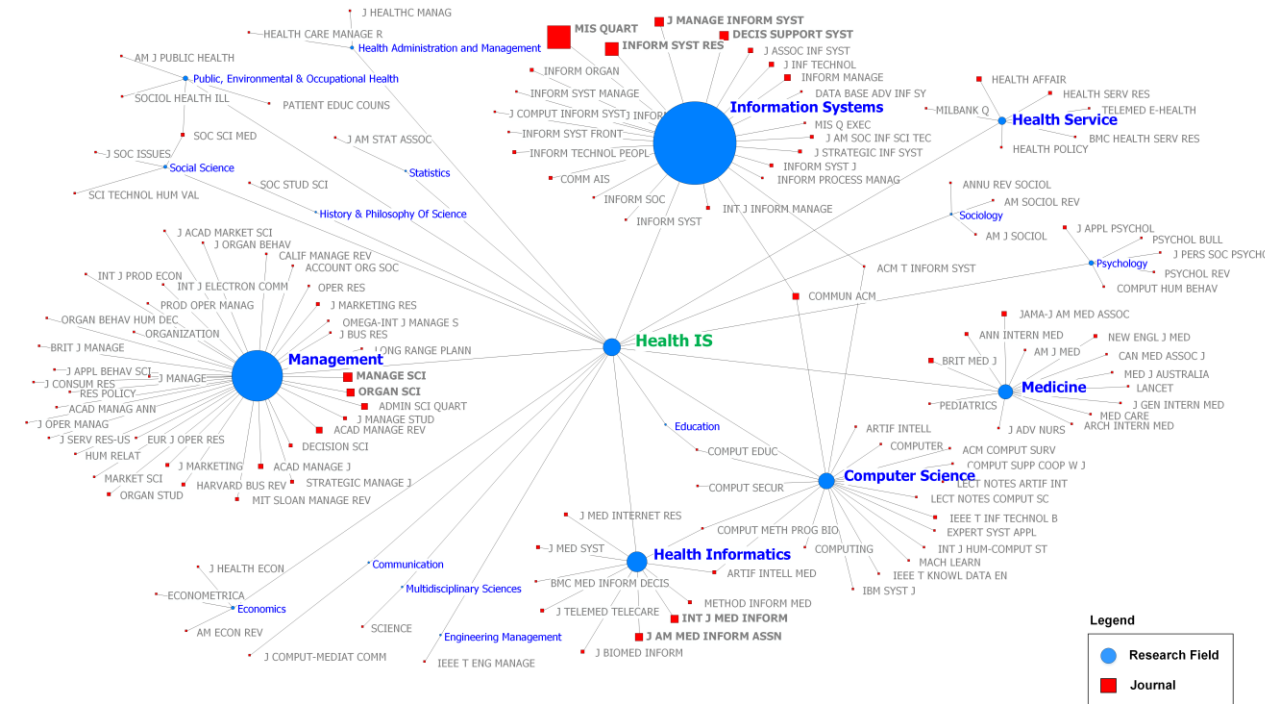 J HEALTHC MANAG
HEALTH CARE MANAGE R
Health Administration and Management
AM J PUBLIC HEALTH
Public, Environmental & Occupational Health
SOCIOL HEALTH ILL
PATIENT EDUC COUNS
SOC SCI MED
J AM STAT ASSOC
J SOC ISSUES
Social Science
Statistics
SOC STUD SCI
SCI TECHNOL HUM VAL
History & Philosophy Of Science
MIS QUART
J MANAGE INFORM SYST
DECIS SUPPORT SYST
INFORM SYST RES
J ASSOC INF SYST
J INF TECHNOL
INFORM ORGAN
INFORM MANAGE
INFORM SYST MANAGE
DATA BASE ADV INF SY
Information Systems
J COMPUT INFORM SYST
J INFOR
MIS Q EXEC
INFORM SYST FRONT
J AM SOC INF SCI TEC
INFORM TECHNOL PEOPL
J STRATEGIC INF SYST
INFORM SYST J
COMM AIS
INFORM PROCESS MANAG
INFORM SOC
INT J INFORM MANAGE
INFORM SYST
HEALTH AFFAIR
HEALTH SERV RES
MILBANK Q
TELEMED E-HEALTH
Health Service
BMC HEALTH SERV RES
HEALTH POLICY
ANNU REV SOCIOL
AM SOCIOL REV
Sociology
AM J SOCIOL
J APPL PSYCHOL
PSYCHOL BULL
J PERS SOC PSYCHO
Psychology
PSYCHOL REV
COMPUT HUM BEHAV
ACM T INFORM SYST
COMMUN ACM
J ACAD MARKET SCI
J ORGAN BEHAV
CALIF MANAGE REV
ACCOUNT ORG SOC
INT J PROD ECON
INT J ELECTRON COMM
OPER RES
PROD OPER MANAG
J MARKETING RES
ORGAN BEHAV HUM DEC
OMEGA-INT J MANAGE S
ORGANIZATION
J BUS RES
BRIT J MANAGE
LONG RANGE PLANN
Management
J APPL BEHAV SCI
J MANAGE
MANAGE SCI
J CONSUM RES
RES POLICY
ORGAN SCI
ACAD MANAG ANN
ADMIN SCI QUART
J OPER MANAG
J MANAGE STUD
ACAD MANAGE REV
J SERV RES-US
EUR J OPER RES
DECISION SCI
HUM RELAT
J MARKETING
ACAD MANAGE J
MARKET SCI
HARVARD BUS REV
STRATEGIC MANAGE J
ORGAN STUD
MIT SLOAN MANAGE REV
Health IS
JAMA-J AM MED ASSOC
ANN INTERN MED
NEW ENGL J MED
BRIT MED J
AM J MED
CAN MED ASSOC J
MED J AUSTRALIA
Medicine
LANCET
PEDIATRICS
J GEN INTERN MED
MED CARE
J ADV NURS
ARCH INTERN MED
Education
ARTIF INTELL
COMPUT EDUC
COMPUTER
ACM COMPUT SURV
COMPUT SUPP COOP W J
Computer Science
LECT NOTES ARTIF INT
COMPUT SECUR
LECT NOTES COMPUT SC
IEEE T INF TECHNOL B
EXPERT SYST APPL
INT J HUM-COMPUT ST
MACH LEARN
IEEE T KNOWL DATA EN
IBM SYST J
COMPUTING
J MED INTERNET RES
COMPUT METH PROG BIO
J MED SYST
Health Informatics
ARTIF INTELL MED
BMC MED INFORM DECIS
METHOD INFORM MED
J TELEMED TELECARE
INT J MED INFORM
J AM MED INFORM ASSN
J BIOMED INFORM
Communication
Multidisciplinary Sciences
J HEALTH ECON
ECONOMETRICA
Economics
AM ECON REV
SCIENCE
Engineering Management
J COMPUT-MEDIAT COMM
IEEE T ENG MANAGE
Legend
Research Field
Journal